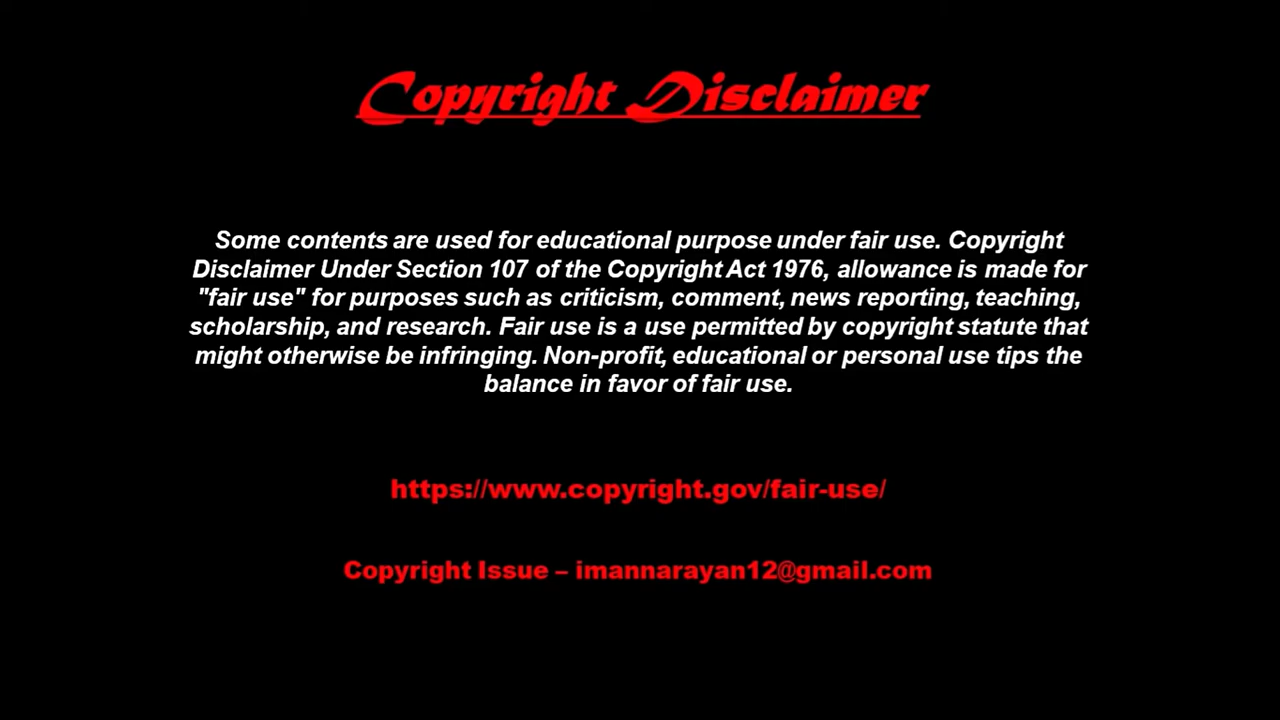 Copyright Disclaimer
Some contents are used for educational purpose under fair use. Copyright
Disclaimer Under Section 107 of the Copyright Act 1976, allowance is made for
"fair use" for purposes such as criticism, comment, news reporting, teaching,
scholarship, and research. Fair use is a use permitted by copyright statute that
might otherwise be infringing. Non-profit, educational or personal use tips the
balance in favor of fair use.
https://www.copyright.gov/fair-use/
Copyright Issue – imannarayan12@gmail.com